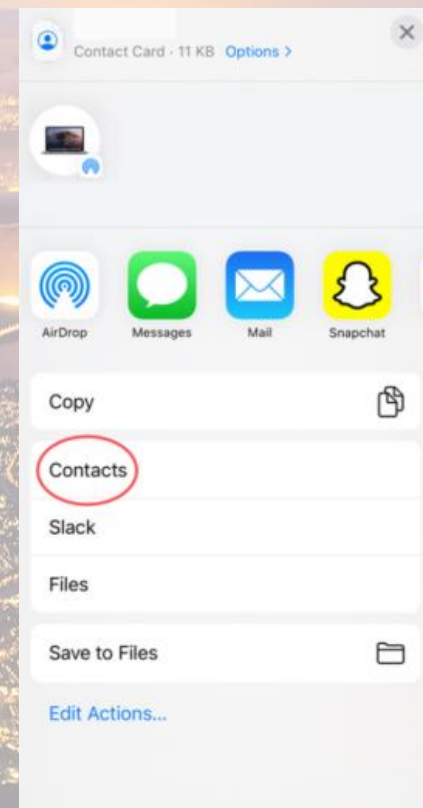 Contact Card · 11 KB Options >
AirDrop Messages Mail Snapchat
Copy
Contacts
Slack
Files
Save to Files
Edit Actions...